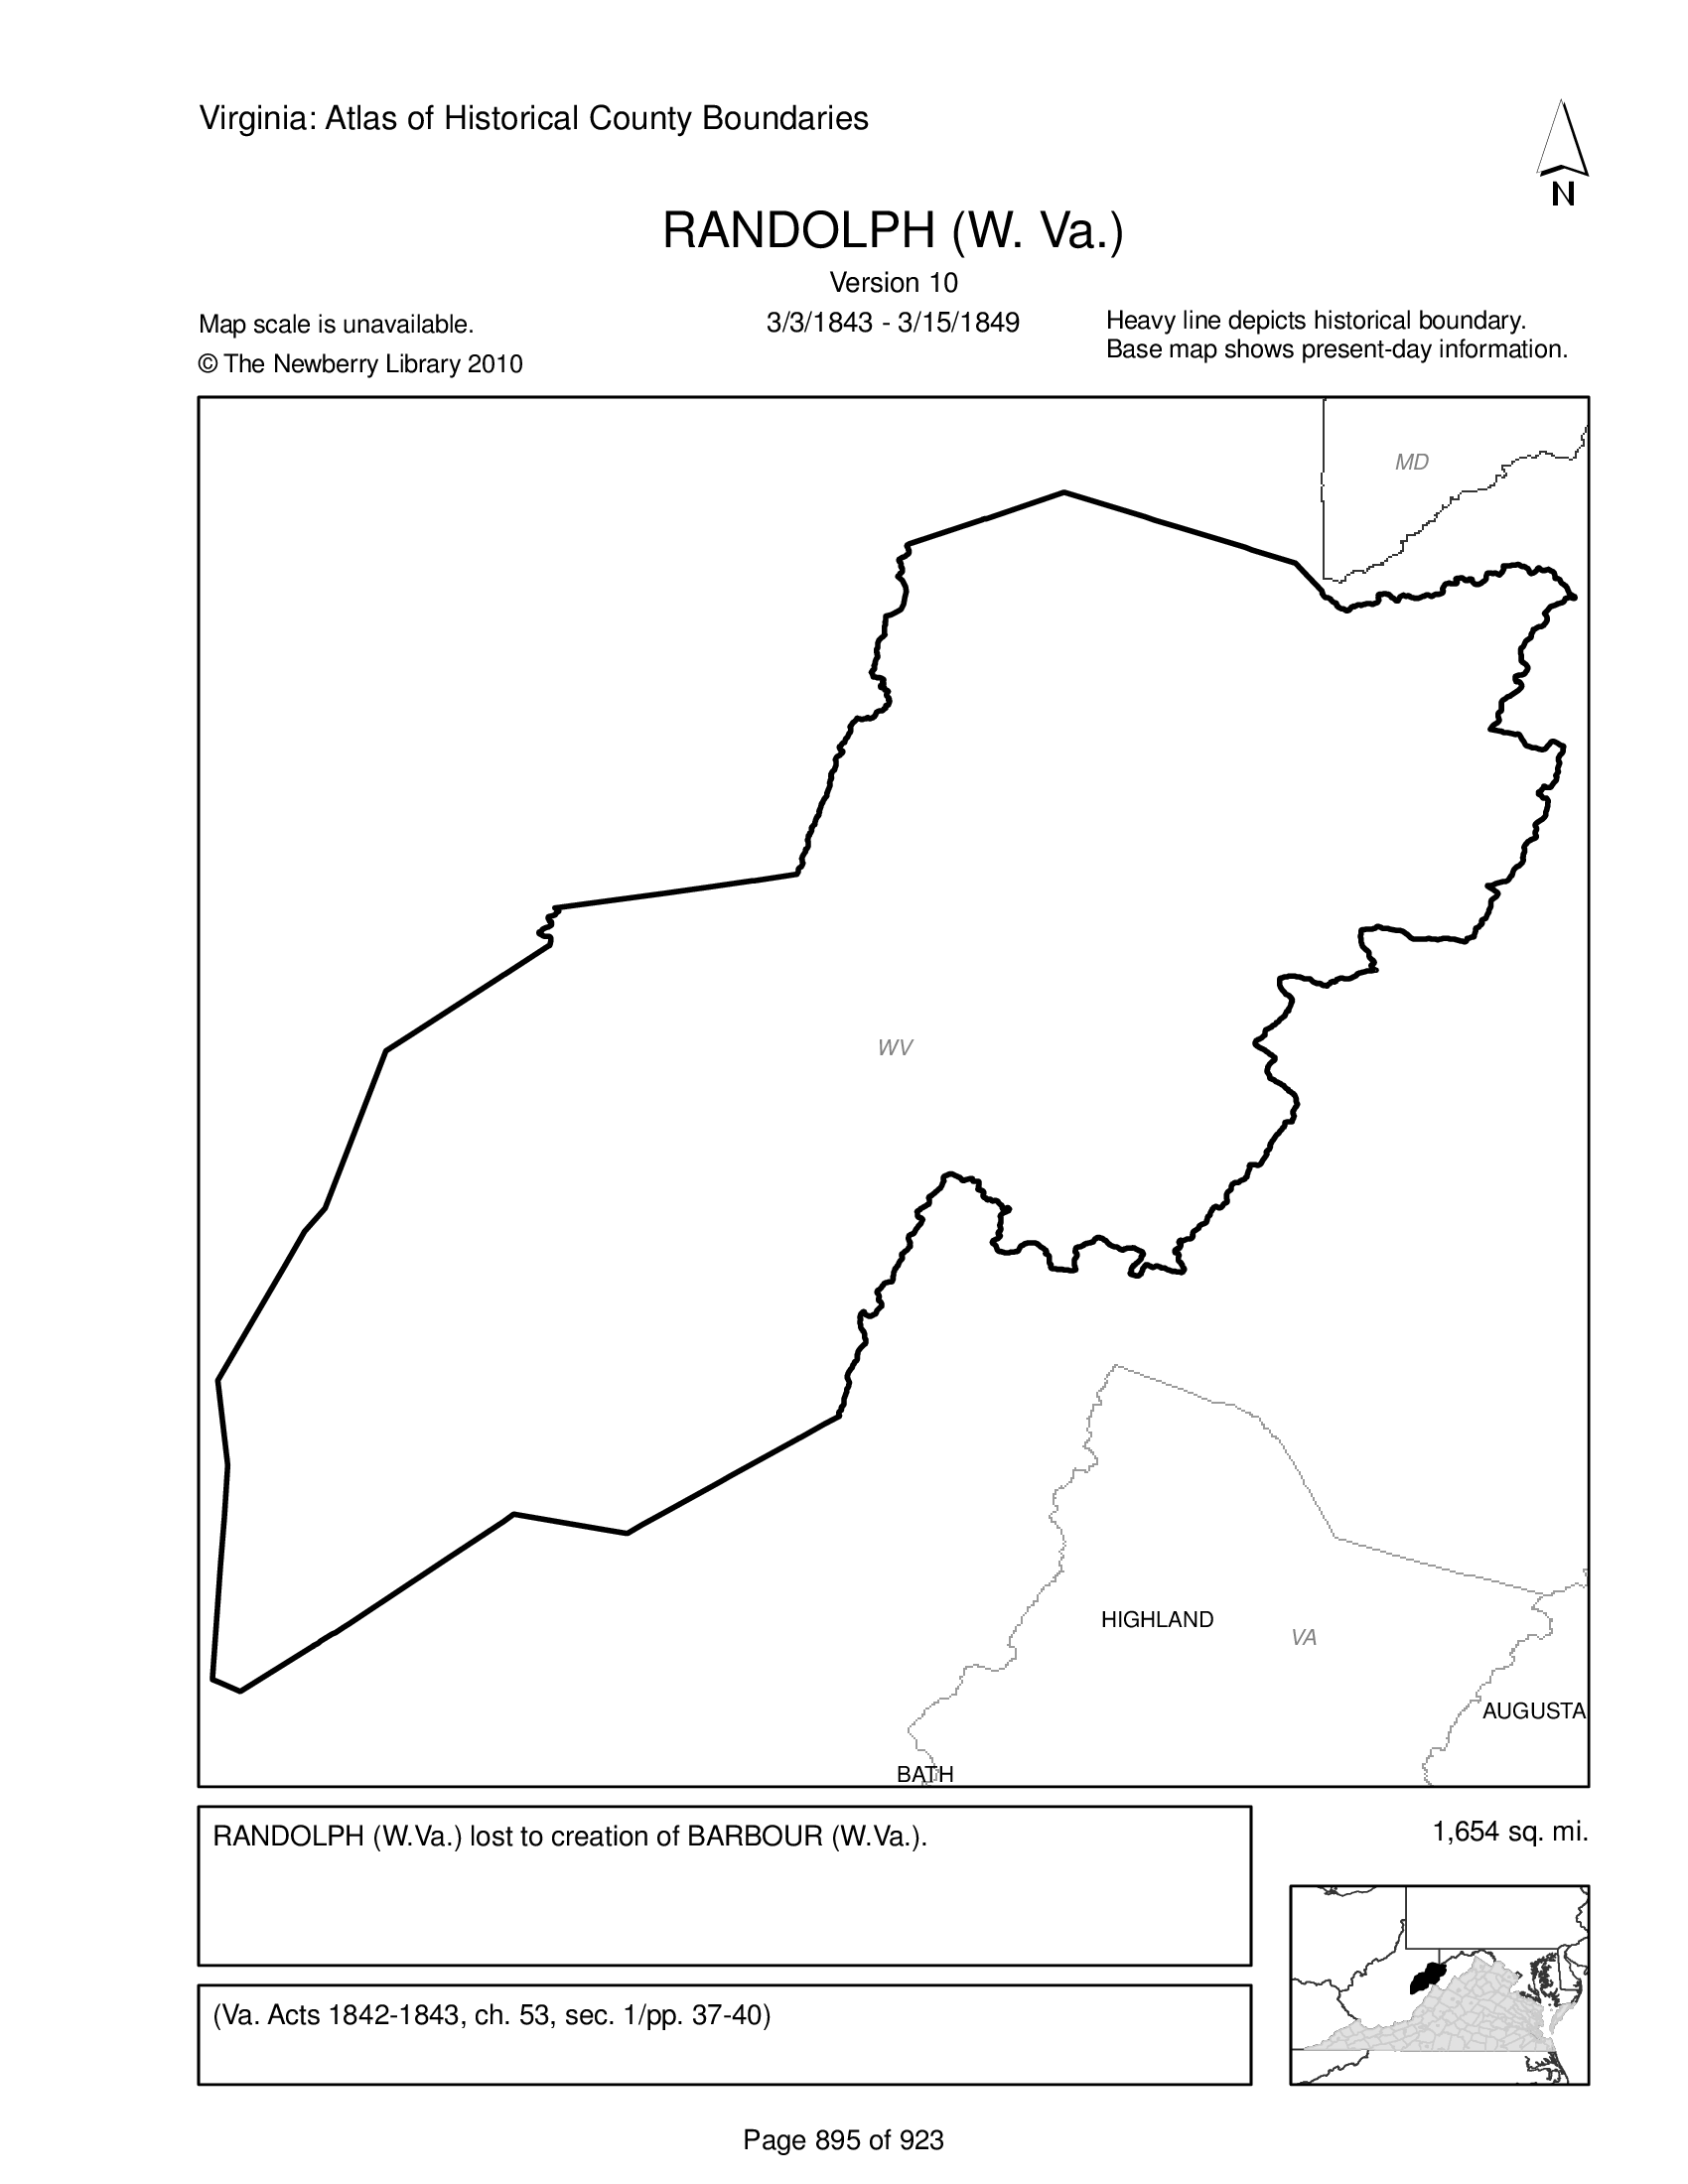 Virginia: Atlas of Historical County Boundaries
N
RANDOLPH (W. Va.)
Version 10
3/3/1843 - 3/15/1849
Map scale is unavailable.
© The Newberry Library 2010
Heavy line depicts historical boundary.
Base map shows present-day information.
MD
WV
HIGHLAND
VA
AUGUSTA
BATH
RANDOLPH (W.Va.) lost to creation of BARBOUR (W.Va.).
1,654 sq. mi.
(Va. Acts 1842-1843, ch. 53, sec. 1/pp. 37-40)
Page 895 of 923